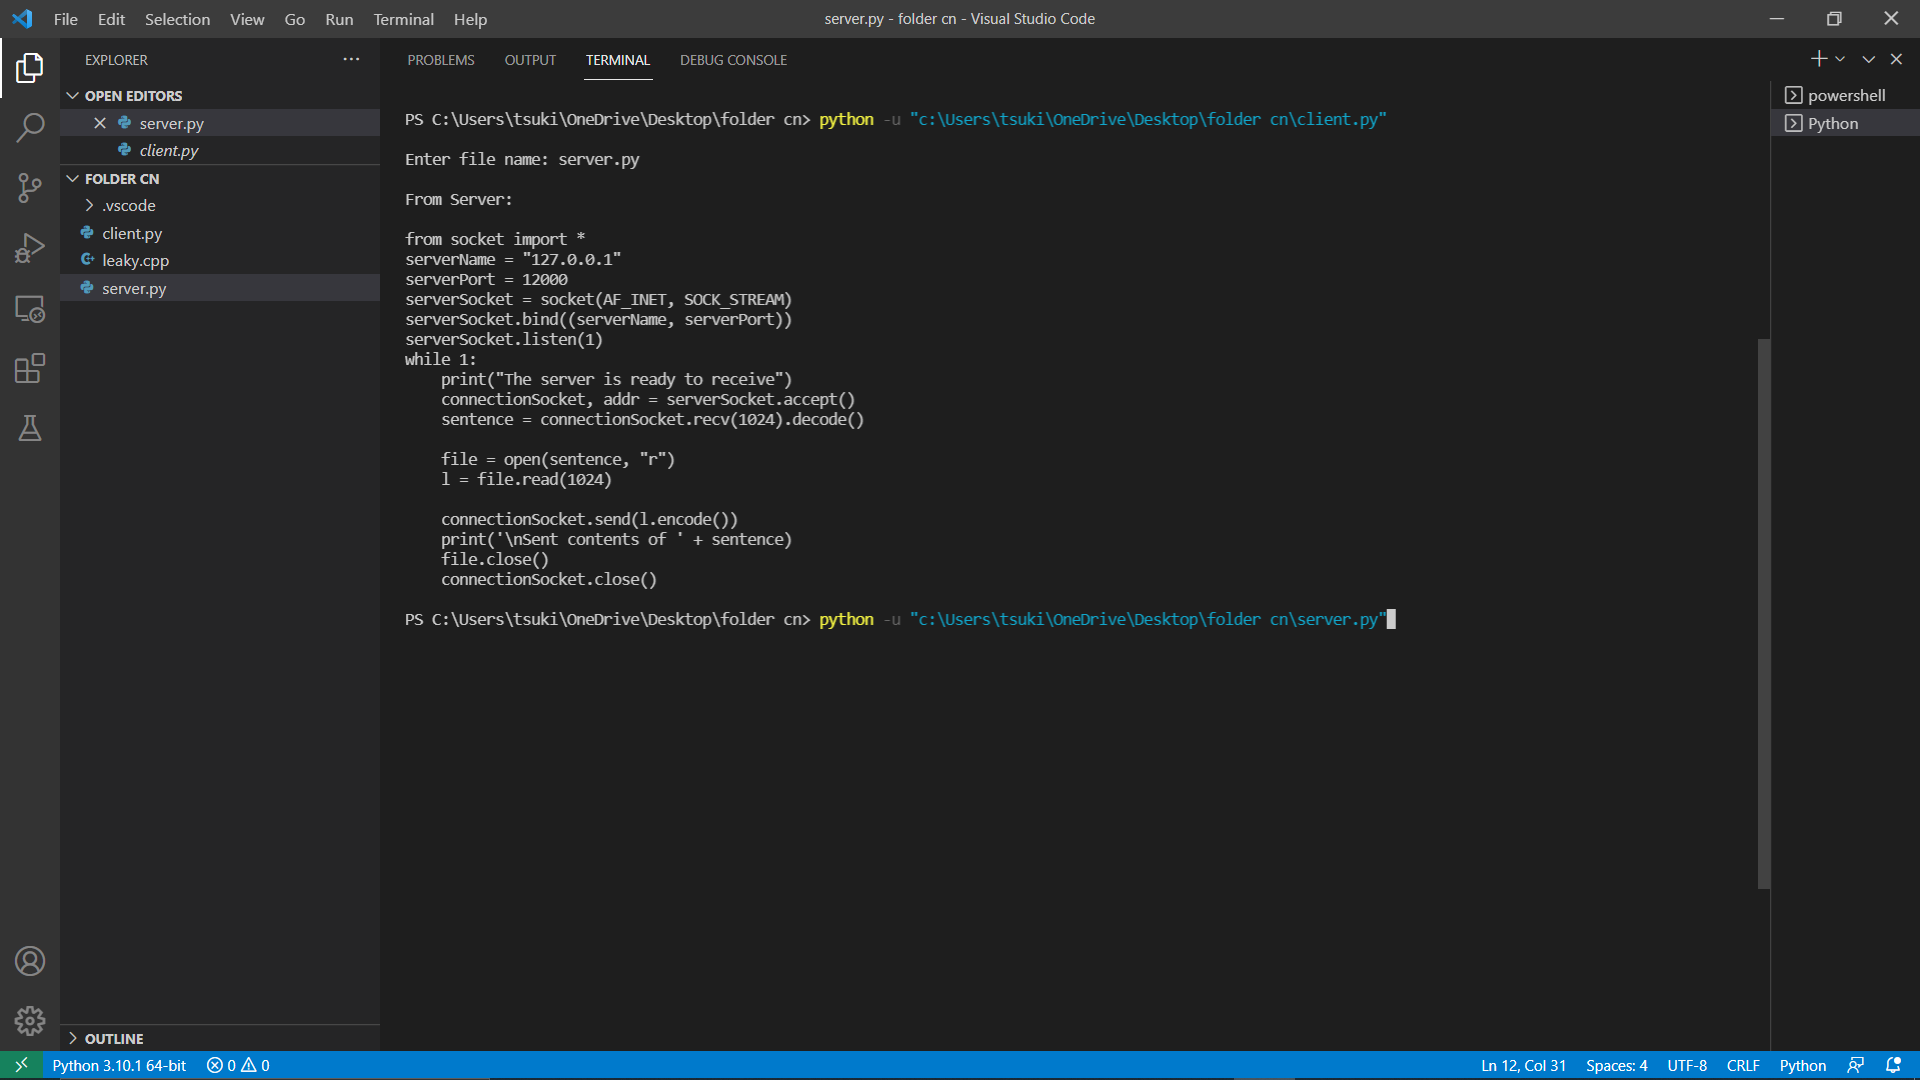 File Edit Selection View Go Run Terminal Help
server.py - folder cn - Visual Studio Code
EXPLORER
OPEN EDITORS
server.py
client.py
FOLDER CN
.vscode
client.py
leaky.cpp
server.py
OUTLINE
PROBLEMS OUTPUT TERMINAL DEBUG CONSOLE
PS C:\Users\tsuki\OneDrive\Desktop\folder cn> python -u "c:\Users\tsuki\OneDrive\Desktop\folder cn\client.py"
Enter file name: server.py
From Server:
from socket import *
serverName = "127.0.0.1"
serverPort = 12000
serverSocket = socket(AF_INET, SOCK_STREAM)
serverSocket.bind((serverName, serverPort))
serverSocket.listen(1)
while 1:
    print("The server is ready to receive")
    connectionSocket, addr = serverSocket.accept()
    sentence = connectionSocket.recv(1024).decode()
    file = open(sentence, "r")
    l = file.read(1024)
    connectionSocket.send(l.encode())
    print('\nSent contents of ' + sentence)
    file.close()
    connectionSocket.close()
PS C:\Users\tsuki\OneDrive\Desktop\folder cn> python -u "c:\Users\tsuki\OneDrive\Desktop\folder cn\server.py"
powershell
Python
Python 3.10.1 64-bit 0 0
Ln 12, Col 31 Spaces: 4 UTF-8 CRLF Python